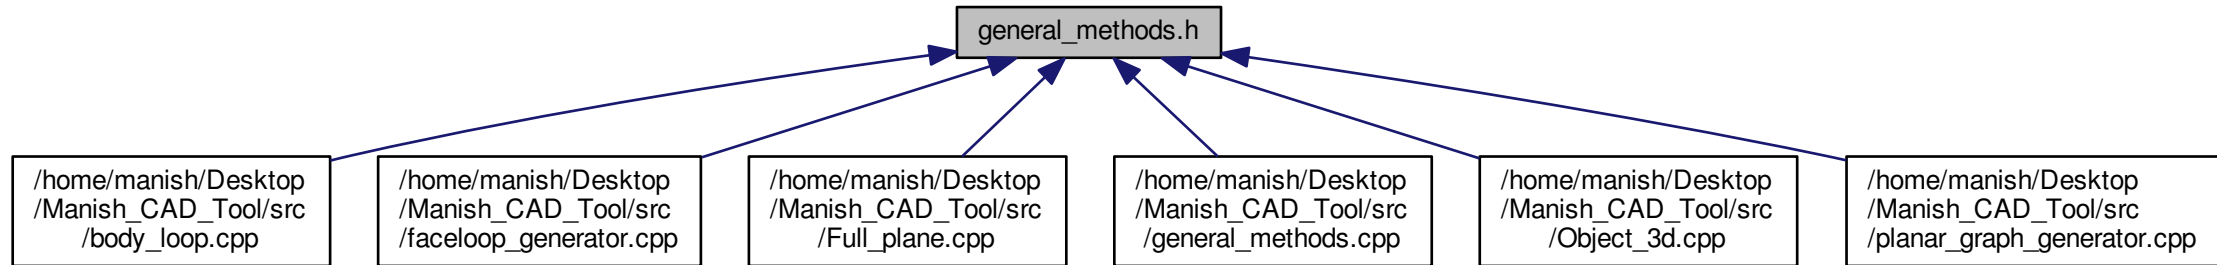 general_methods.h
/home/manish/Desktop
/Manish_CAD_Tool/src
/body_loop.cpp
/home/manish/Desktop
/Manish_CAD_Tool/src
/faceloop_generator.cpp
/home/manish/Desktop
/Manish_CAD_Tool/src
/Full_plane.cpp
/home/manish/Desktop
/Manish_CAD_Tool/src
/general_methods.cpp
/home/manish/Desktop
/Manish_CAD_Tool/src
/Object_3d.cpp
/home/manish/Desktop
/Manish_CAD_Tool/src
/planar_graph_generator.cpp